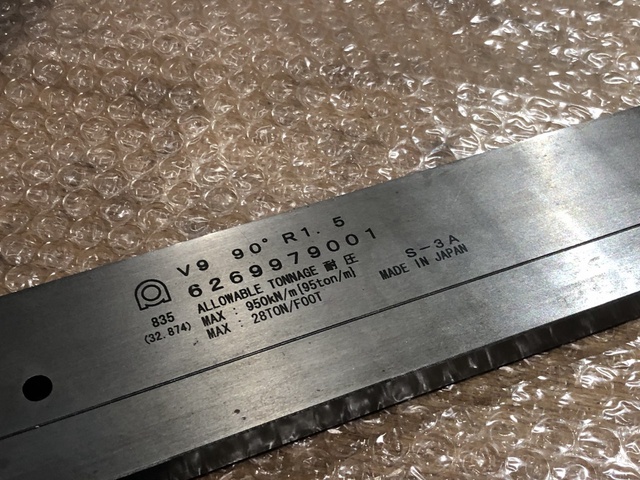 V9 90° R1.5
6269979001
835
(32.874)
ALLOWABLE TONNAGE 耐圧
MAX : 950kN/m[95ton/m]
MAX : 28TON/FOOT
S-3A
MADE IN JAPAN